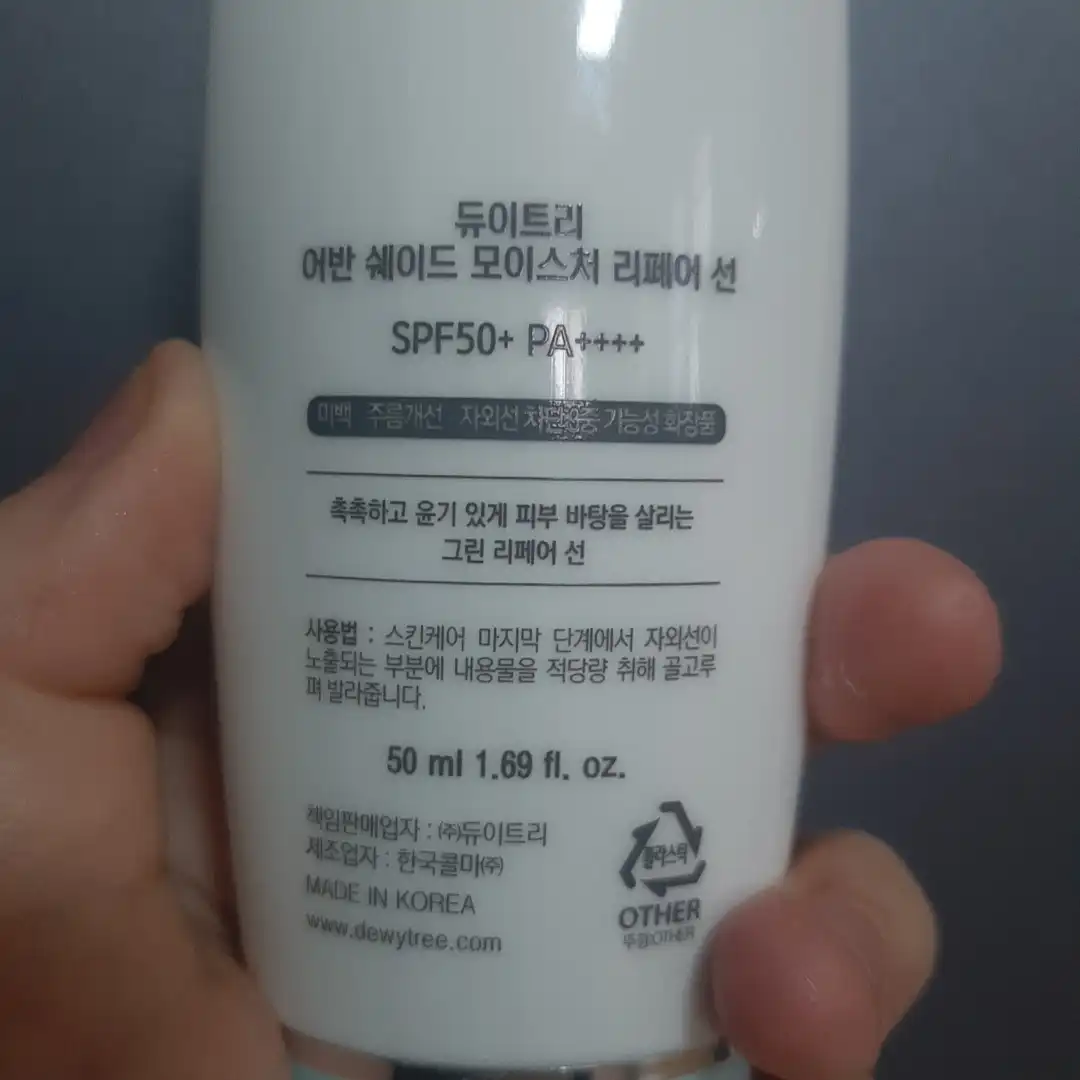 듀이트리
어반 쉐이드 모이스처 리페어 선
SPF50+ PA++++
미백 주름개선 자외선 차단 3중 기능성 화장품
촉촉하고 윤기 있게 피부 바탕을 살리는
그린 리페어 선
사용법 : 스킨케어 마지막 단계에서 자외선이
노출되는 부분에 내용물을 적당량 취해 골고루
펴 발라줍니다.
50 ml 1.69 fl. oz.
책임판매업자 : ㈜듀이트리
제조업자 : 한국콜마㈜
MADE IN KOREA
www.dewytree.com
플라스틱
OTHER
뚜껑:OTHER